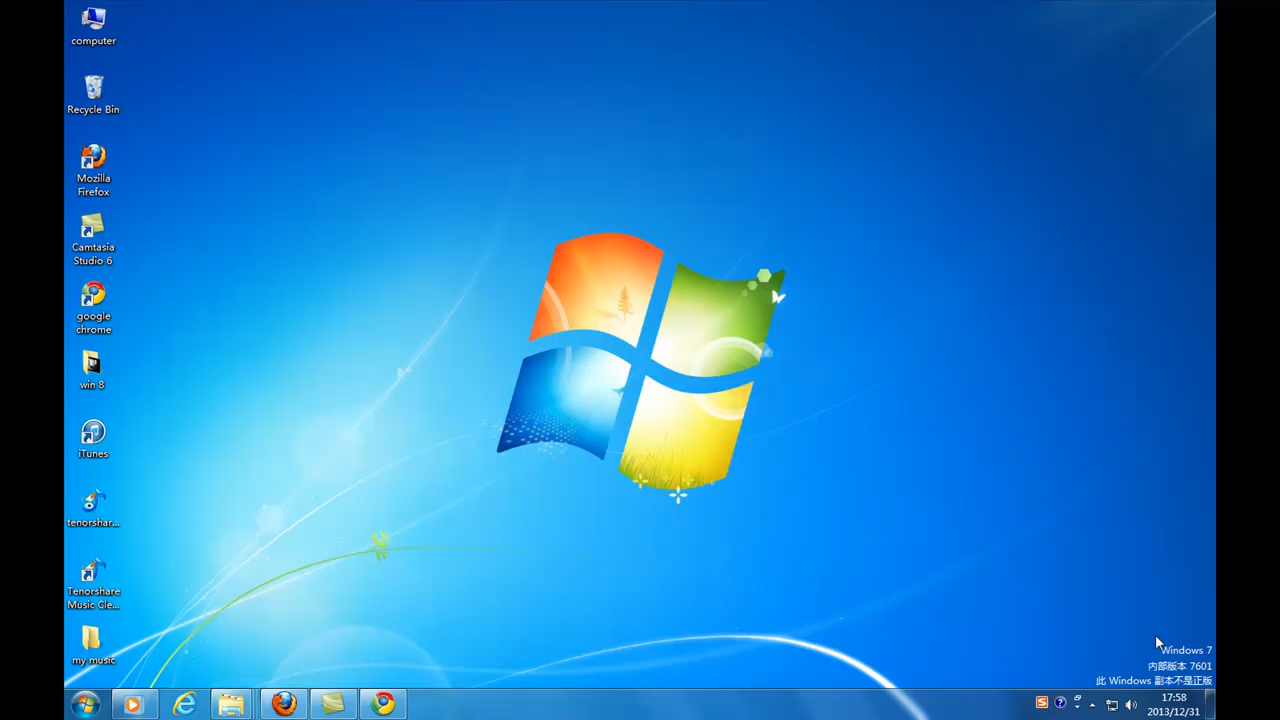 computer
Recycle Bin
Mozilla
Firefox
Camtasia
Studio 6
google
chrome
win 8
iTunes
tenorshar...
Tenorshare
Music Cle...
my music
Windows 7
内部版本 7601
此 Windows 副本不是正版
17:58
2013/12/31